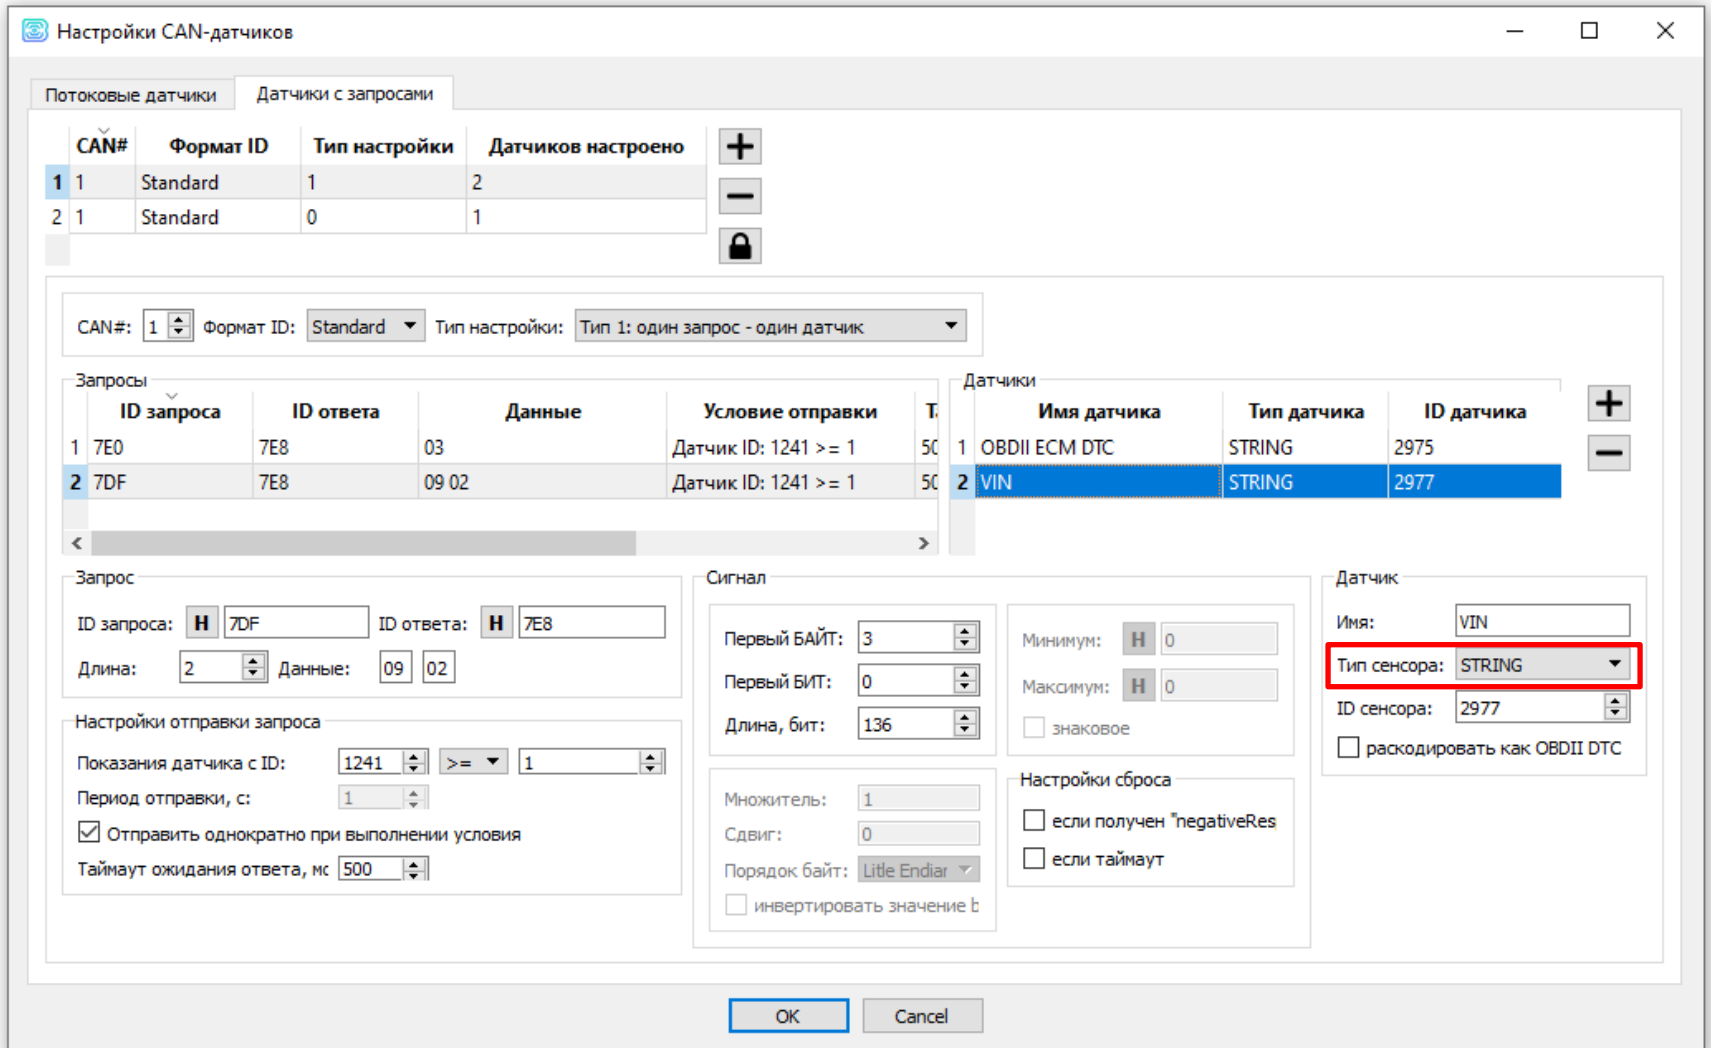 Настройки CAN-датчиков
Потоковые датчики Датчики с запросами
CAN# Формат ID Тип настройки Датчиков настроено
1 1 Standard 1 2
2 1 Standard 0 1
CAN#: 1 Формат ID: Standard Тип настройки: Тип 1: один запрос - один датчик
Запросы
ID запроса ID ответа Данные Условие отправки Т
1 7E0 7E8 03 Датчик ID: 1241 >= 1 50
2 7DF 7E8 09 02 Датчик ID: 1241 >= 1 50
Датчики
Имя датчика Тип датчика ID датчика
1 OBDII ECM DTC STRING 2975
2 VIN STRING 2977
Запрос
ID запроса: H 7DF ID ответа: H 7E8
Длина: 2 Данные: 09 02
Настройки отправки запроса
Показания датчика с ID: 1241 >= 1
Период отправки, с: 1
Отправить однократно при выполнении условия
Таймаут ожидания ответа, мс 500
Сигнал
Первый БАЙТ: 3
Первый БИТ: 0
Длина, бит: 136
Минимум: H 0
Максимум: H 0
знаковое
Множитель: 1
Сдвиг: 0
Порядок байт: Litle Endiar
инвертировать значение b
Настройки сброса
если получен "negativeRes
если таймаут
Датчик
Имя: VIN
Тип сенсора: STRING
ID сенсора: 2977
раскодировать как OBDII DTC
OK Cancel